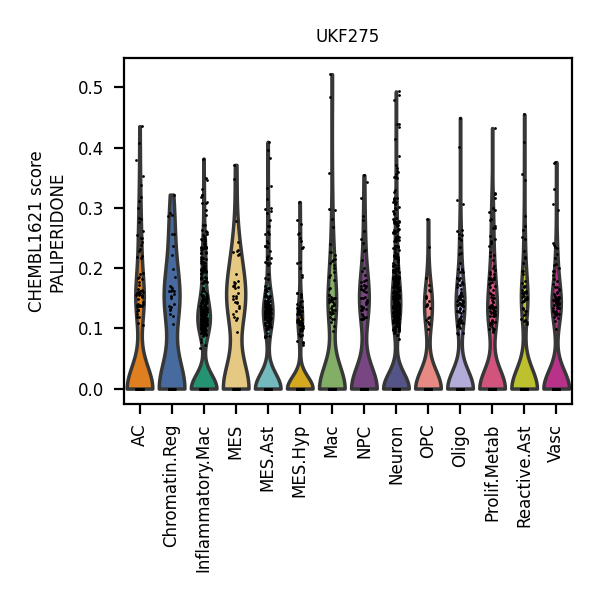 UKF275
CHEMBL1621 score
PALIPERIDONE
0.5
0.4
0.3
0.2
0.1
0.0
AC
Chromatin.Reg
Inflammatory.Mac
MES
MES.Ast
MES.Hyp
Mac
NPC
Neuron
OPC
Oligo
Prolif.Metab
Reactive.Ast
Vasc